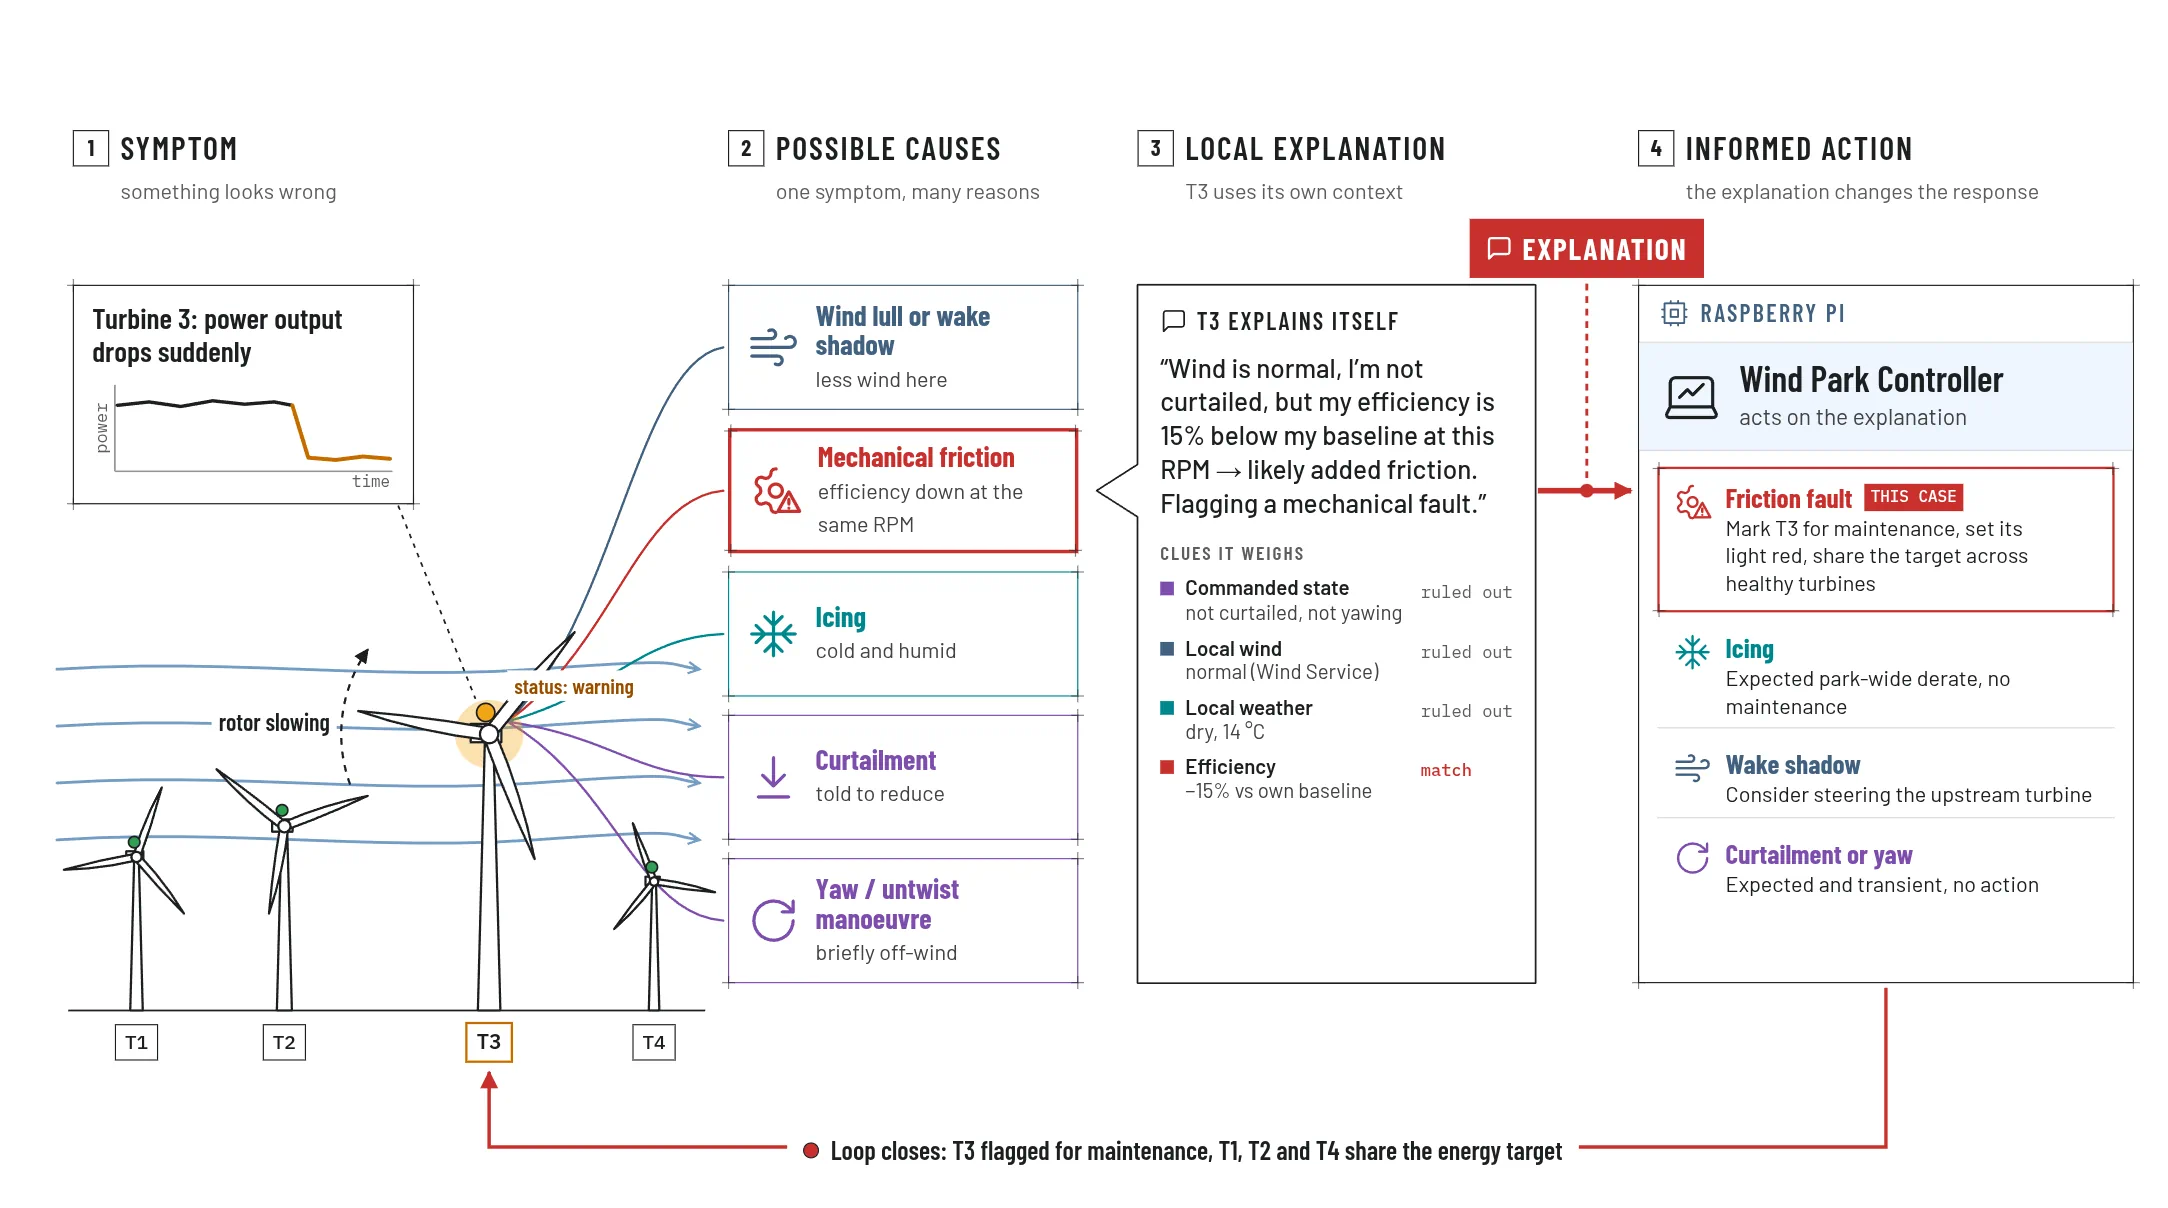 1 SYMPTOM
something looks wrong
Turbine 3: power output
drops suddenly
power
time
status: warning
rotor slowing
T1
T2
T3
T4
2 POSSIBLE CAUSES
one symptom, many reasons
Wind lull or wake
shadow
less wind here
Mechanical friction
efficiency down at the
same RPM
Icing
cold and humid
Curtailment
told to reduce
Yaw / untwist
manoeuvre
briefly off-wind
3 LOCAL EXPLANATION
T3 uses its own context
EXPLANATION
T3 EXPLAINS ITSELF
“Wind is normal, I’m not
curtailed, but my efficiency is
15% below my baseline at this
RPM → likely added friction.
Flagging a mechanical fault.”
CLUES IT WEIGHS
Commanded state ruled out
not curtailed, not yawing
Local wind ruled out
normal (Wind Service)
Local weather ruled out
dry, 14 °C
Efficiency match
−15% vs own baseline
4 INFORMED ACTION
the explanation changes the response
RASPBERRY PI
Wind Park Controller
acts on the explanation
Friction fault THIS CASE
Mark T3 for maintenance, set its
light red, share the target across
healthy turbines
Icing
Expected park-wide derate, no
maintenance
Wake shadow
Consider steering the upstream turbine
Curtailment or yaw
Expected and transient, no action
Loop closes: T3 flagged for maintenance, T1, T2 and T4 share the energy target